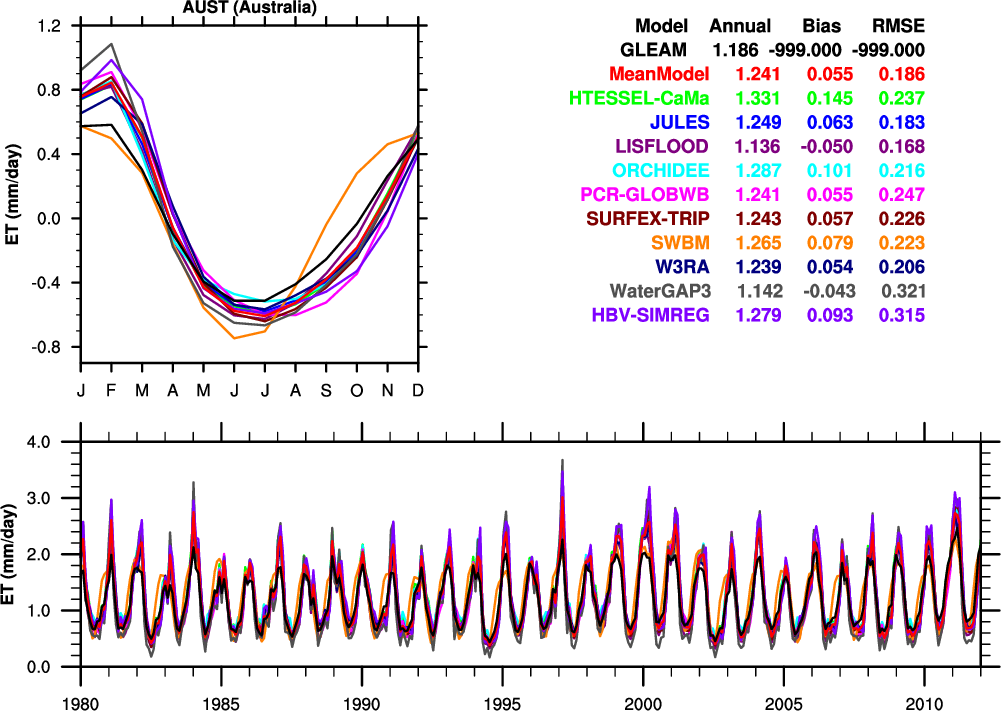 AUST (Australia)
ET (mm/day)
1.2
0.8
0.4
0.0
-0.4
-0.8
J F M A M J J A S O N D
Model Annual Bias RMSE
GLEAM 1.186 -999.000 -999.000
MeanModel 1.241 0.055 0.186
HTESSEL-CaMa 1.331 0.145 0.237
JULES 1.249 0.063 0.183
LISFLOOD 1.136 -0.050 0.168
ORCHIDEE 1.287 0.101 0.216
PCR-GLOBWB 1.241 0.055 0.247
SURFEX-TRIP 1.243 0.057 0.226
SWBM 1.265 0.079 0.223
W3RA 1.239 0.054 0.206
WaterGAP3 1.142 -0.043 0.321
HBV-SIMREG 1.279 0.093 0.315
ET (mm/day)
4.0
3.0
2.0
1.0
0.0
1980 1985 1990 1995 2000 2005 2010